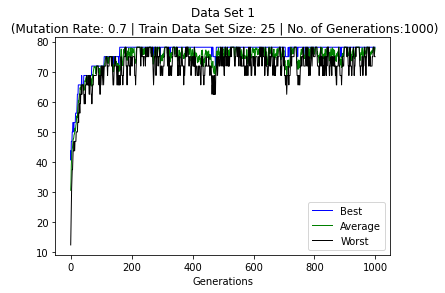 Data Set 1
(Mutation Rate: 0.7 | Train Data Set Size: 25 | No. of Generations:1000)
80
70
60
50
40
30
20
10
0
200
400
600
800
1000
Generations
Best
Average
Worst